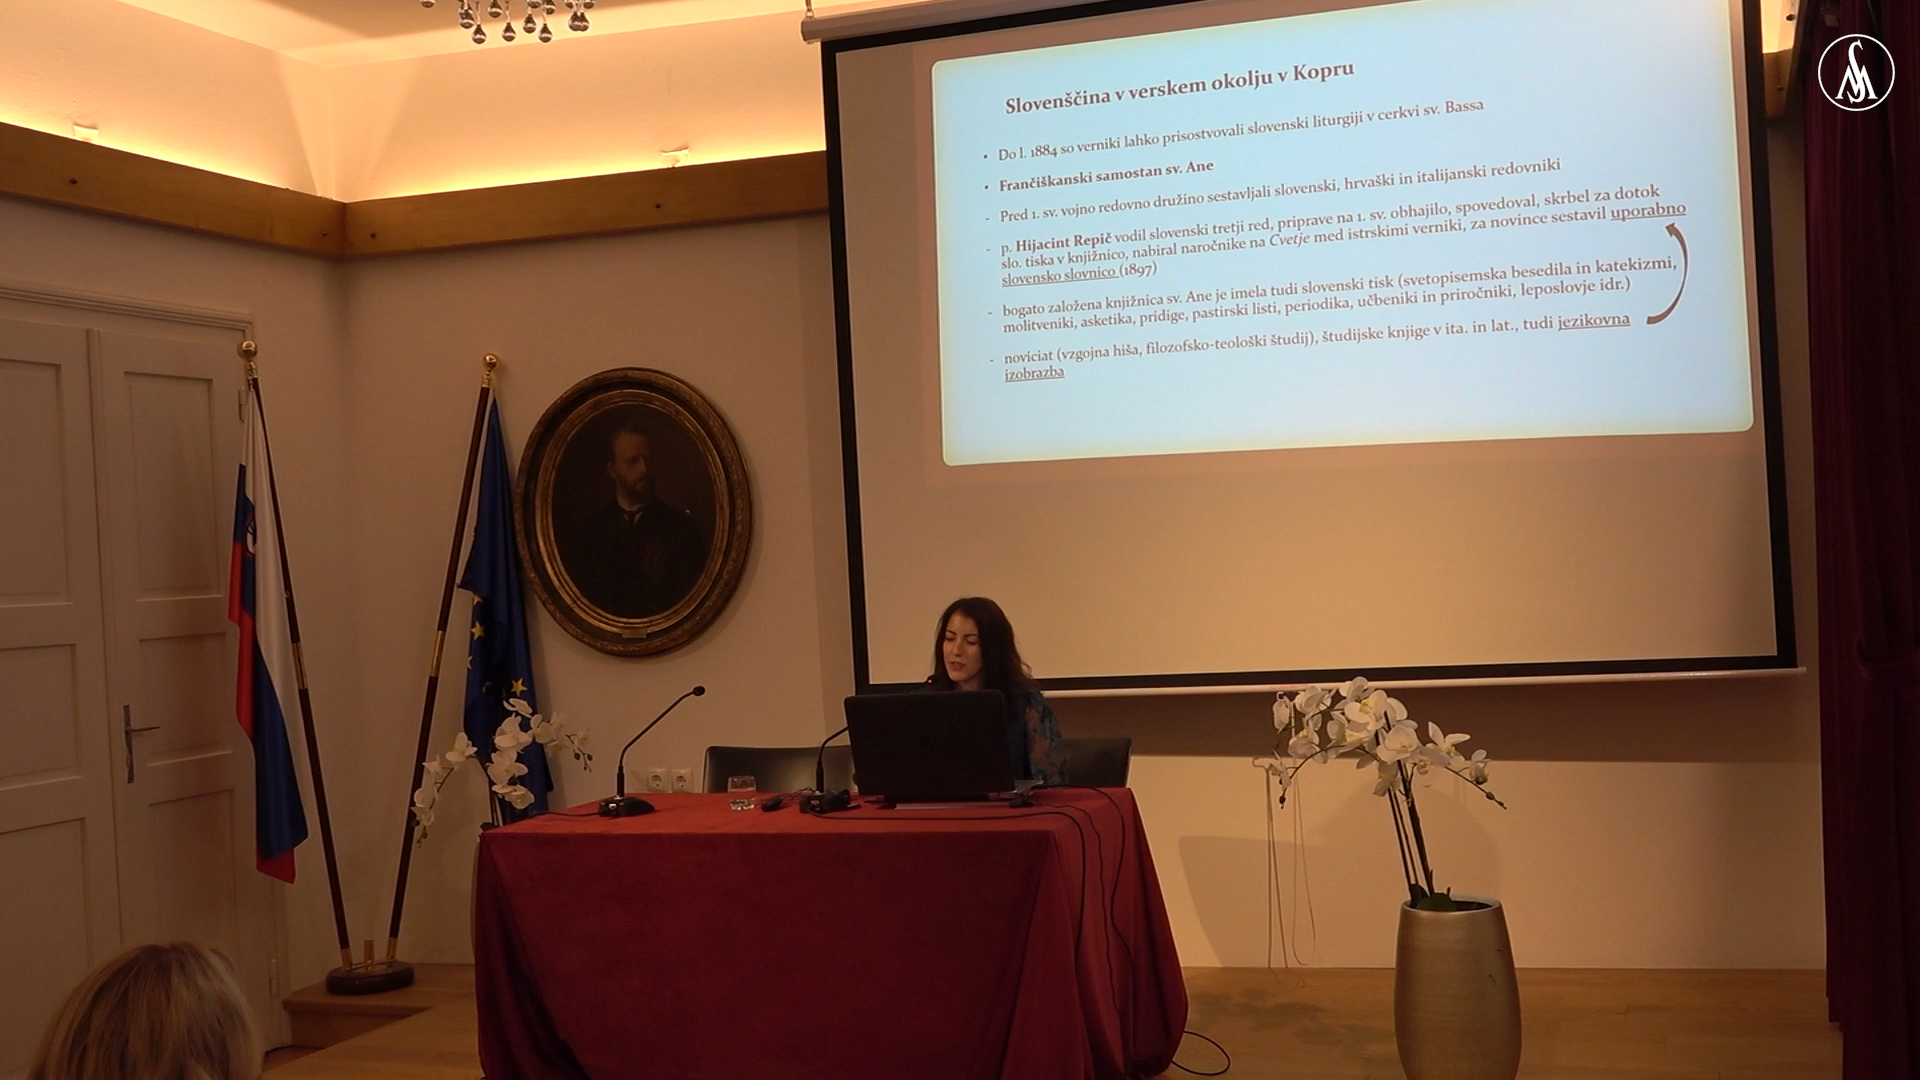 Slovenščina v verskem okolju v Kopru
• Do l. 1884 so verniki lahko prisostvovali slovenski liturgiji v cerkvi sv. Bassa
• Frančiškanski samostan sv. Ane
- Pred 1. sv. vojno redovno družino sestavljali slovenski, hrvaški in italijanski redovniki
- p. Hijacint Repič vodil slovenski tretji red, priprave na 1. sv. obhajilo, spovedoval, skrbel za dotok
slo. tiska v knjižnico, nabiral naročnike na Cvetje med istrskimi verniki, za novince sestavil uporabno
slovensko slovnico (1897)
- bogato založena knjižnica sv. Ane je imela tudi slovenski tisk (svetopisemska besedila in katekizmi,
molitveniki, asketika, pridige, pastirski listi, periodika, učbeniki in priročniki, leposlovje idr.)
- noviciat (vzgojna hiša, filozofsko-teološki študij), študijske knjige v ita. in lat., tudi jezikovna
izobrazba